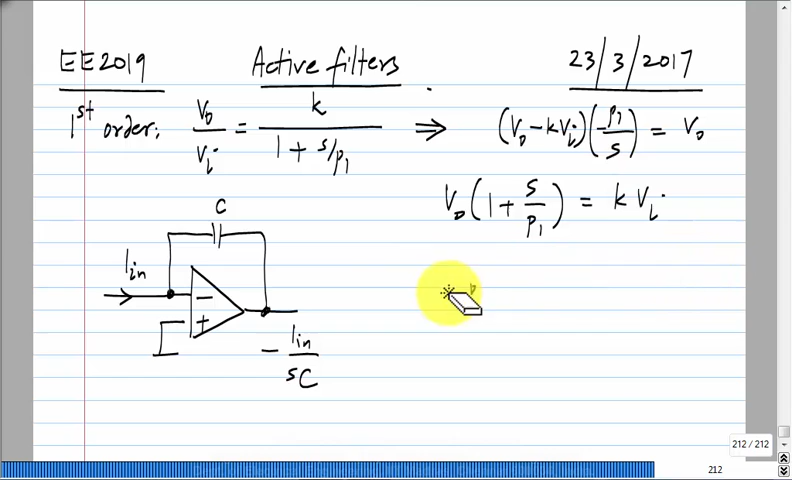 EE2019 Active filters 23/3/2017
1st order: Vo/Vi = k/(1 + s/p1) ⇒ (Vo − kVi)(−p1/s) = Vo
Vo(1 + s/p1) = k Vi
C
Iin
−
+
− Iin/sC
212 / 212
212